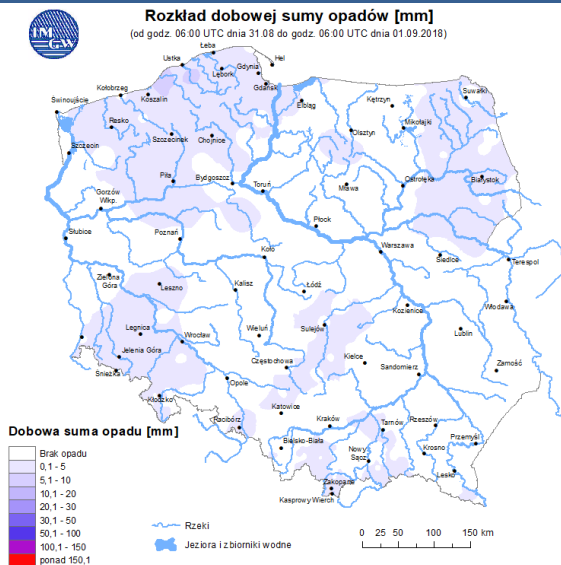 Rozkład dobowej sumy opadów [mm]
(od godz. 06:00 UTC dnia 31.08 do godz. 06:00 UTC dnia 01.09.2018)
IM
GW
Łeba
Ustka
Hel
Lębork
Gdynia
Gdańsk
Kołobrzeg
Koszalin
Świnoujście
Elbląg
Kętrzyn
Suwałki
Resko
Szczecinek
Chojnice
Olsztyn
Mikołajki
Szczecin
Piła
Bydgoszcz
Toruń
Mława
Ostrołęka
Białystok
Gorzów
Wlkp.
Płock
Słubice
Poznań
Warszawa
Koło
Siedlce
Terespol
Zielona
Góra
Leszno
Kalisz
Łódź
Kozienice
Włodawa
Legnica
Wrocław
Wieluń
Sulejów
Lublin
Jelenia Góra
Śnieżka
Częstochowa
Kielce
Sandomierz
Zamość
Opole
Kłodzko
Katowice
Racibórz
Kraków
Tarnów
Rzeszów
Bielsko-Biała
Nowy
Sącz
Krosno
Przemyśl
Lesko
Zakopane
Kasprowy Wierch
Dobowa suma opadu [mm]
Brak opadu
0,1 - 5
5,1 - 10
10,1 - 20
20,1 - 30
30,1 - 50
50,1 - 100
100,1 - 150
ponad 150,1
Rzeki
Jeziora i zbiorniki wodne
0 25 50 100 150 km